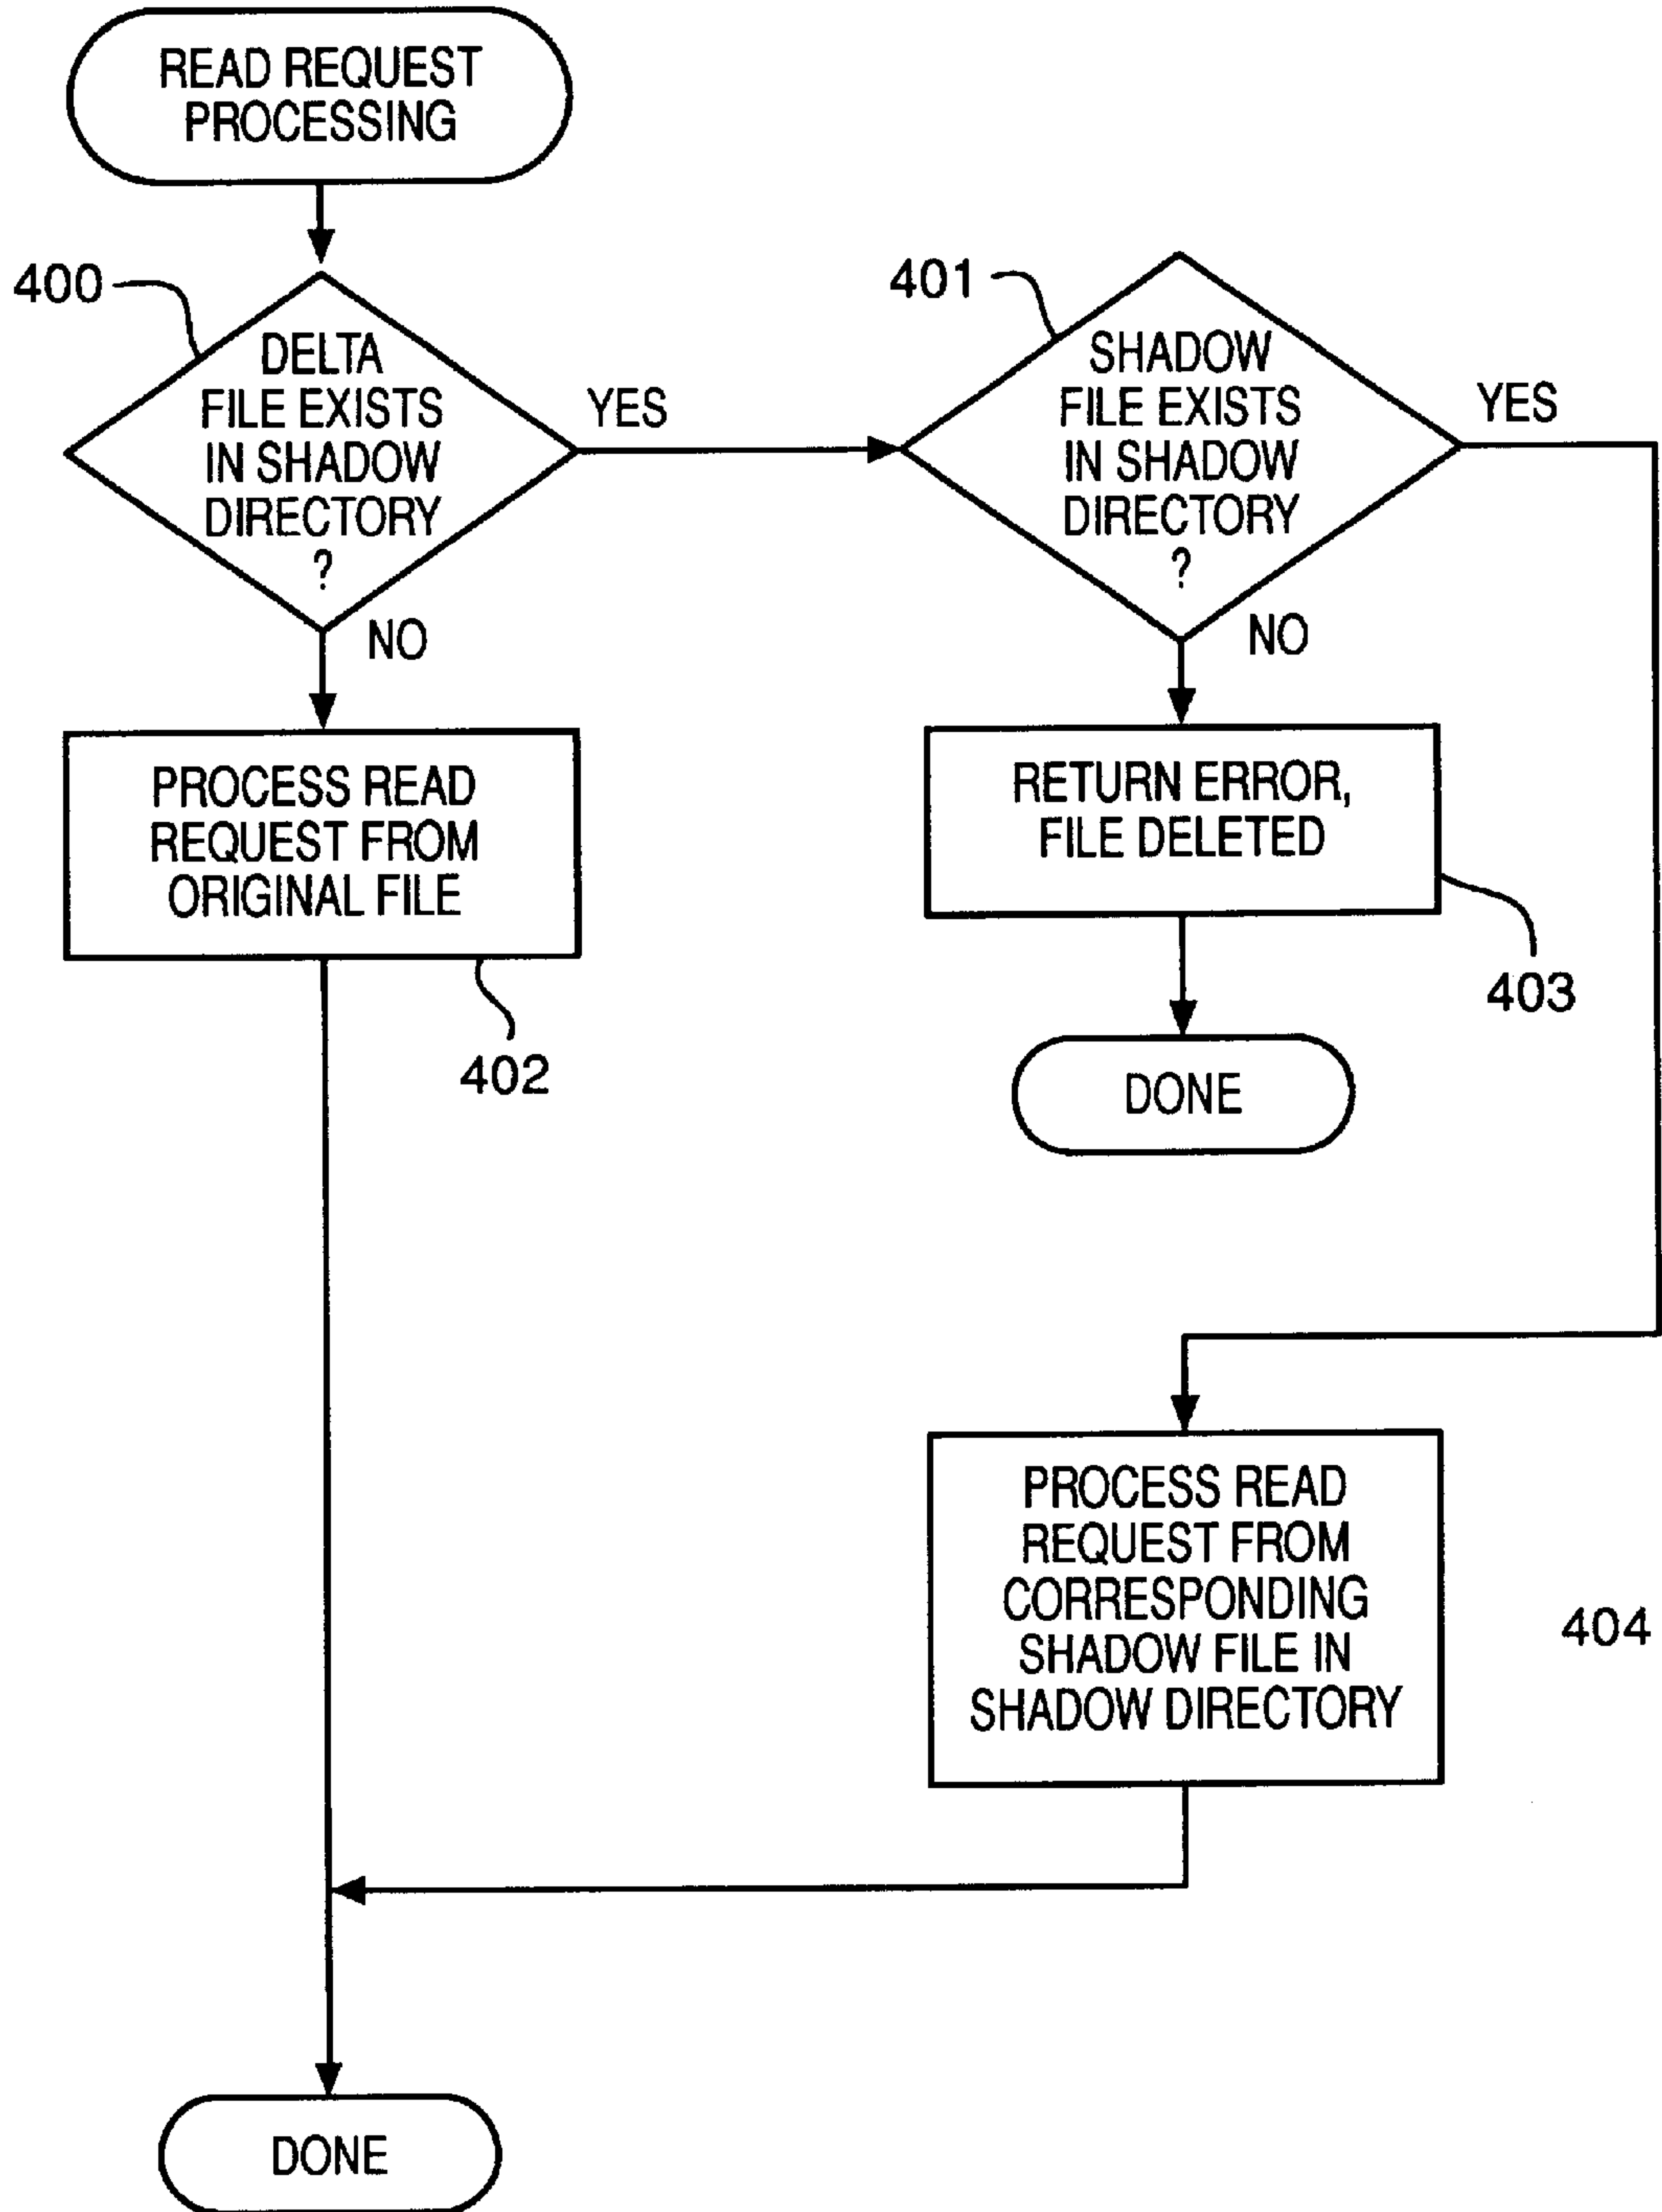 READ REQUEST
PROCESSING
400
DELTA
FILE EXISTS
IN SHADOW
DIRECTORY
?
YES
NO
401
SHADOW
FILE EXISTS
IN SHADOW
DIRECTORY
?
YES
NO
PROCESS READ
REQUEST FROM
ORIGINAL FILE
402
RETURN ERROR,
FILE DELETED
403
DONE
PROCESS READ
REQUEST FROM
CORRESPONDING
SHADOW FILE IN
SHADOW DIRECTORY
404
DONE